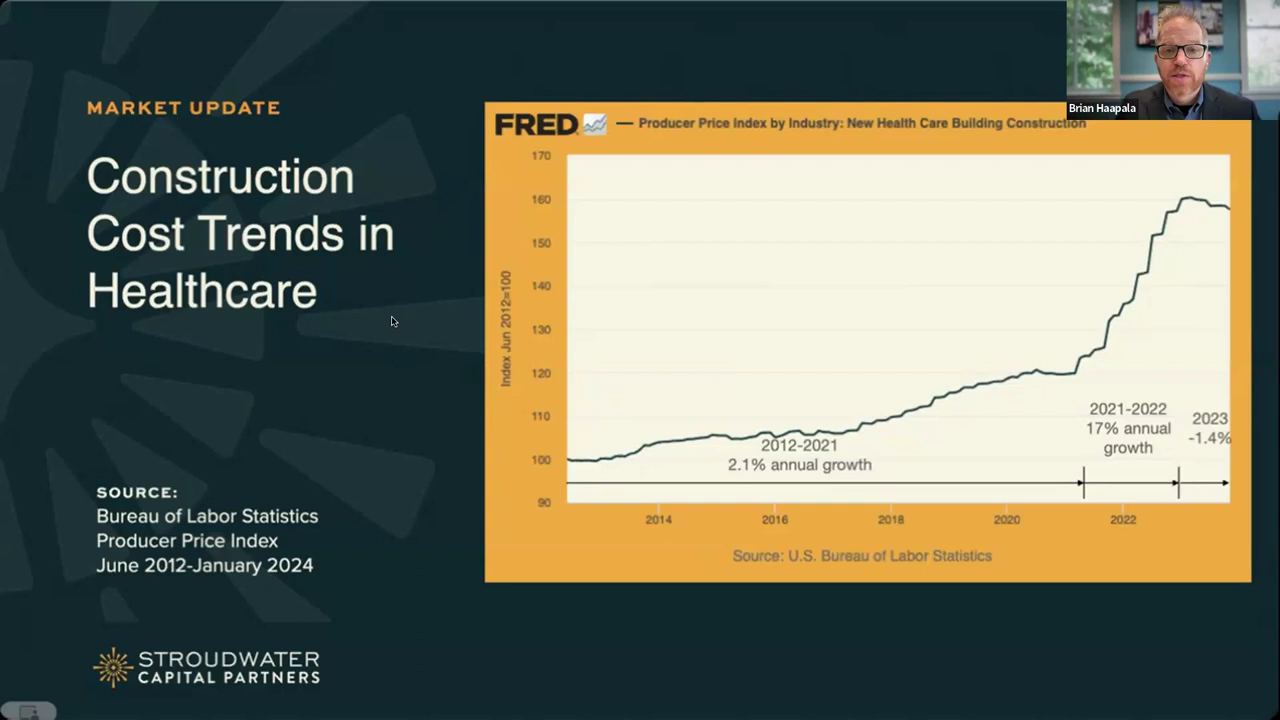 MARKET UPDATE
Construction
Cost Trends in
Healthcare
SOURCE:
Bureau of Labor Statistics
Producer Price Index
June 2012-January 2024
STROUDWATER
CAPITAL PARTNERS
Brian Haapala
FRED — Producer Price Index by Industry: New Health Care Building Construction
Index Jun 2012=100
170
160
150
140
130
120
110
100
90
2012-2021
2.1% annual growth
2021-2022
17% annual
growth
2023
-1.4%
2014 2016 2018 2020 2022
Source: U.S. Bureau of Labor Statistics